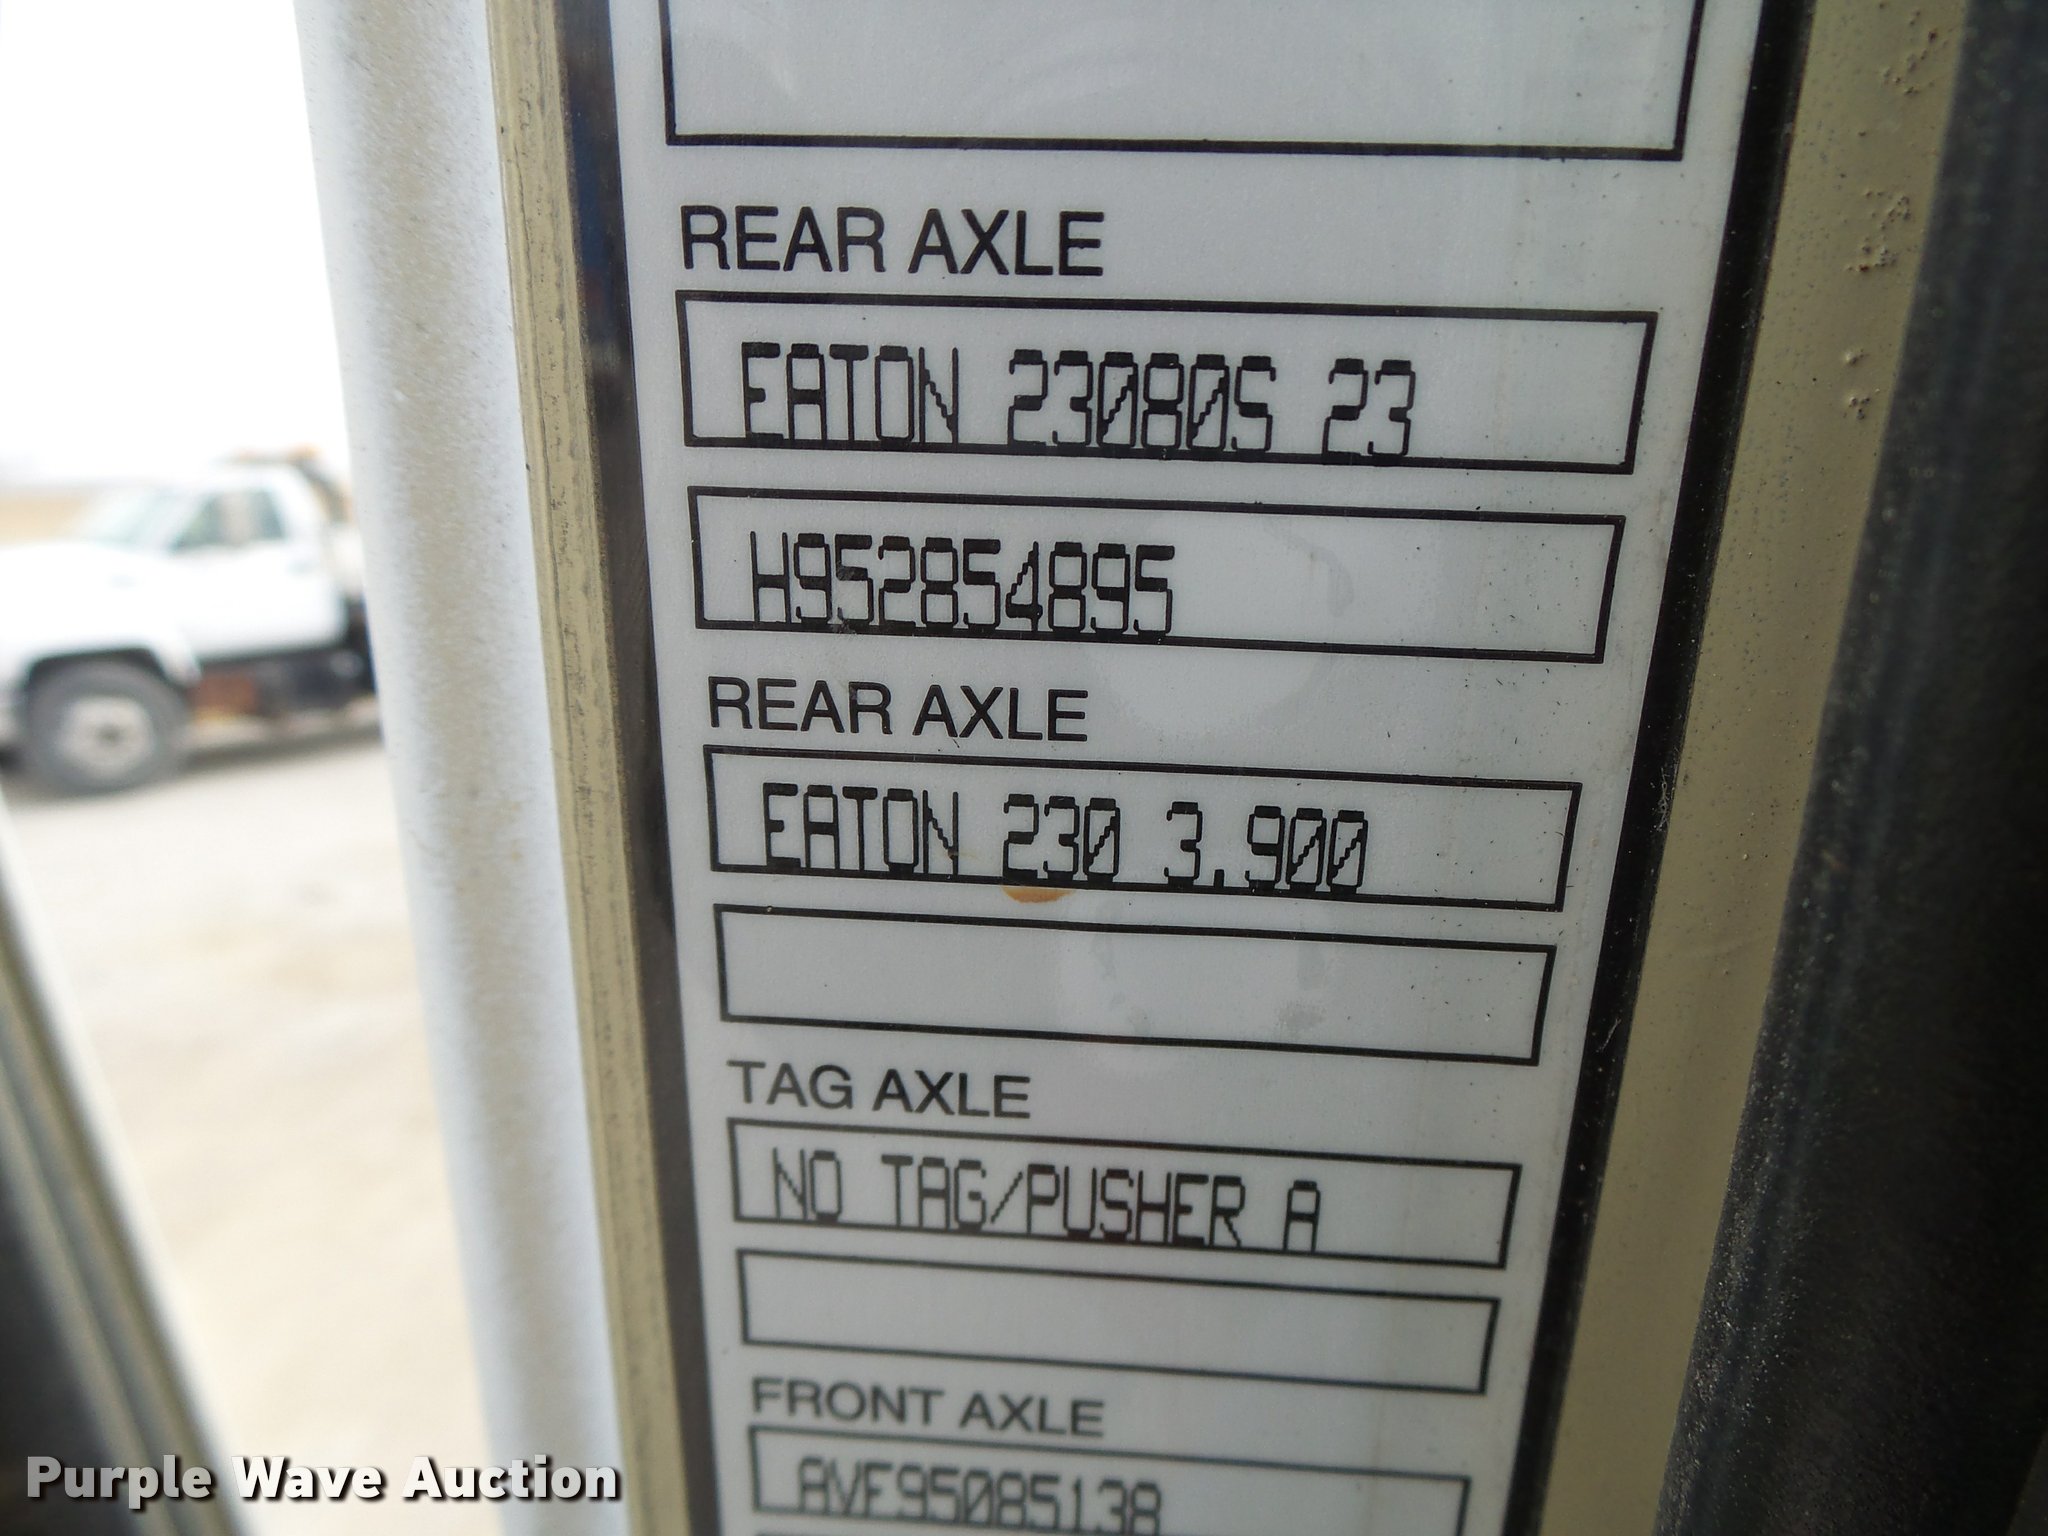 REAR AXLE
EATON 23080S 23
H952854895
REAR AXLE
EATON 230 3.900
TAG AXLE
NO TAG/PUSHER A
FRONT AXLE
AVF95085138
Purple Wave Auction